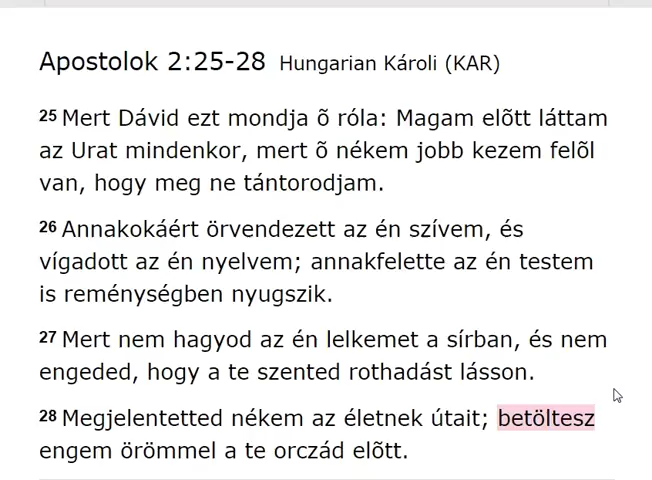 Apostolok 2:25-28 Hungarian Károli (KAR)
25 Mert Dávid ezt mondja õ róla: Magam elõtt láttam
az Urat mindenkor, mert õ nékem jobb kezem felõl
van, hogy meg ne tántorodjam.
26 Annakokáért örvendezett az én szívem, és
vígadott az én nyelvem; annakfelette az én testem
is reménységben nyugszik.
27 Mert nem hagyod az én lelkemet a sírban, és nem
engeded, hogy a te szented rothadást lásson.
28 Megjelentetted nékem az életnek útait; betöltesz
engem örömmel a te orczád elõtt.